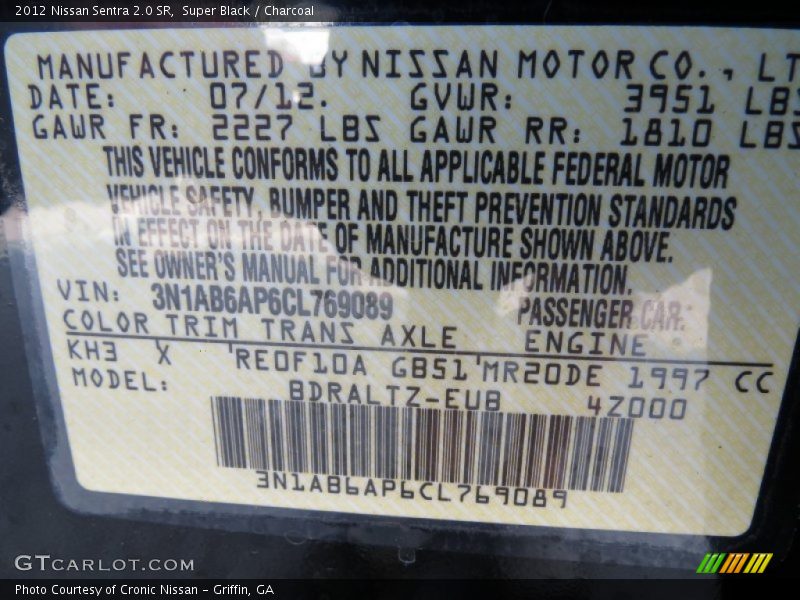 2012 Nissan Sentra 2.0 SR,  Super Black / Charcoal
MANUFACTURED BY NISSAN MOTOR CO., LT
DATE: 07/12. GVWR: 3951 LBS
GAWR FR: 2227 LBS GAWR RR: 1810 LBS
THIS VEHICLE CONFORMS TO ALL APPLICABLE FEDERAL MOTOR
VEHICLE SAFETY, BUMPER AND THEFT PREVENTION STANDARDS
IN EFFECT ON THE DATE OF MANUFACTURE SHOWN ABOVE.
SEE OWNER'S MANUAL FOR ADDITIONAL INFORMATION.
VIN: 3N1AB6AP6CL769089 PASSENGER CAR.
COLOR TRIM TRANS AXLE ENGINE
KH3 X RE0F10A GB51 MR20DE 1997 CC
MODEL: BDRALTZ-EUB 4Z000
3N1AB6AP6CL769089
GTCARLOT.COM
Photo Courtesy of Cronic Nissan - Griffin, GA